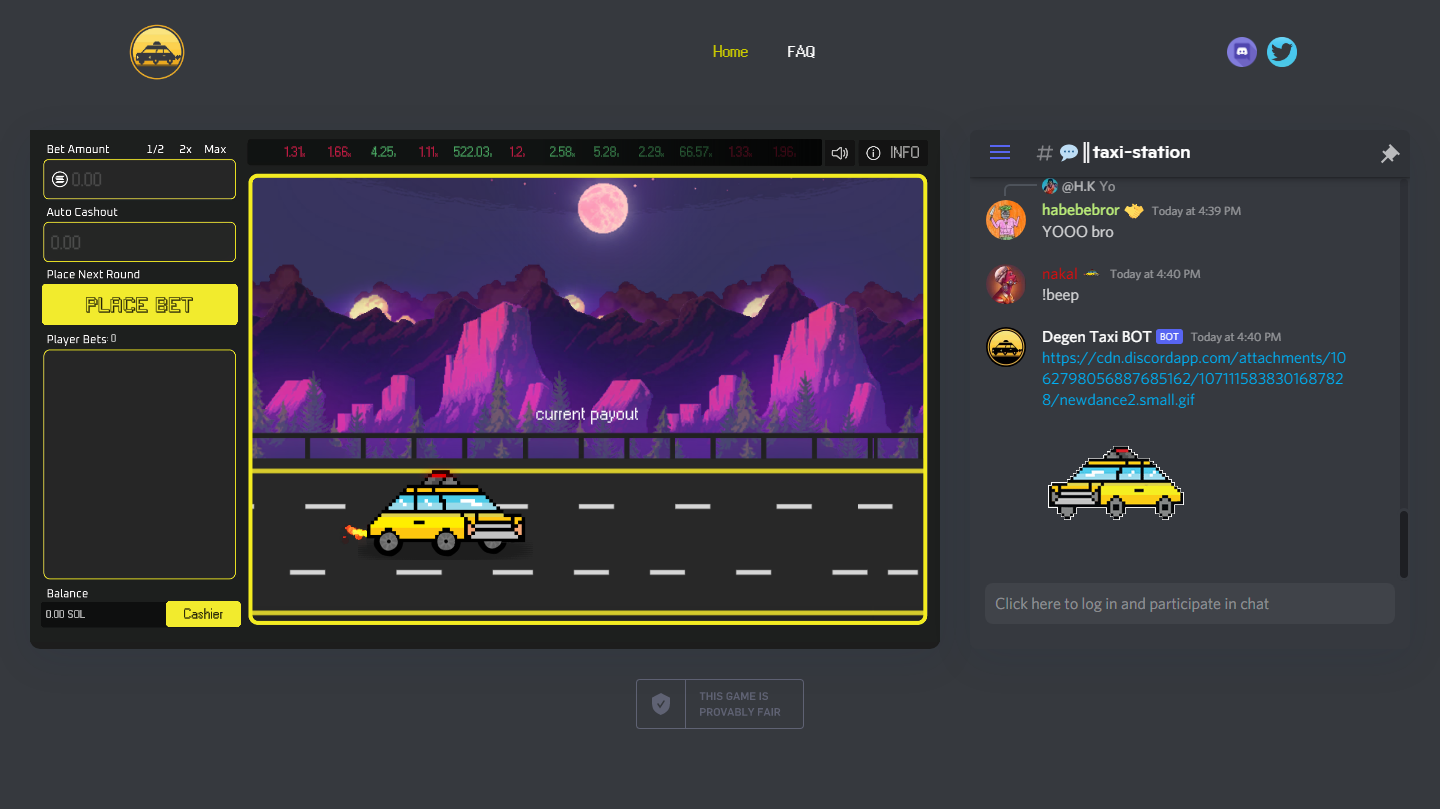 Home FAQ
Bet Amount 1/2 2x Max
0.00
Auto Cashout
0.00
Place Next Round
PLACE BET
Player Bets: 0
Balance
0.00 SOL Cashier
1.31x 1.66x 4.25x 1.11x 522.03x 1.2x 2.58x 5.28x 2.29x 66.57x 1.33x 1.96x INFO
current payout
# 💬║taxi-station
@H.K Yo
habebebror Today at 4:39 PM
YOOO bro
nakal Today at 4:40 PM
!beep
Degen Taxi BOT BOT Today at 4:40 PM
https://cdn.discordapp.com/attachments/10
62798056887685162/107111583830168782
8/newdance2.small.gif
Click here to log in and participate in chat
THIS GAME IS
PROVABLY FAIR